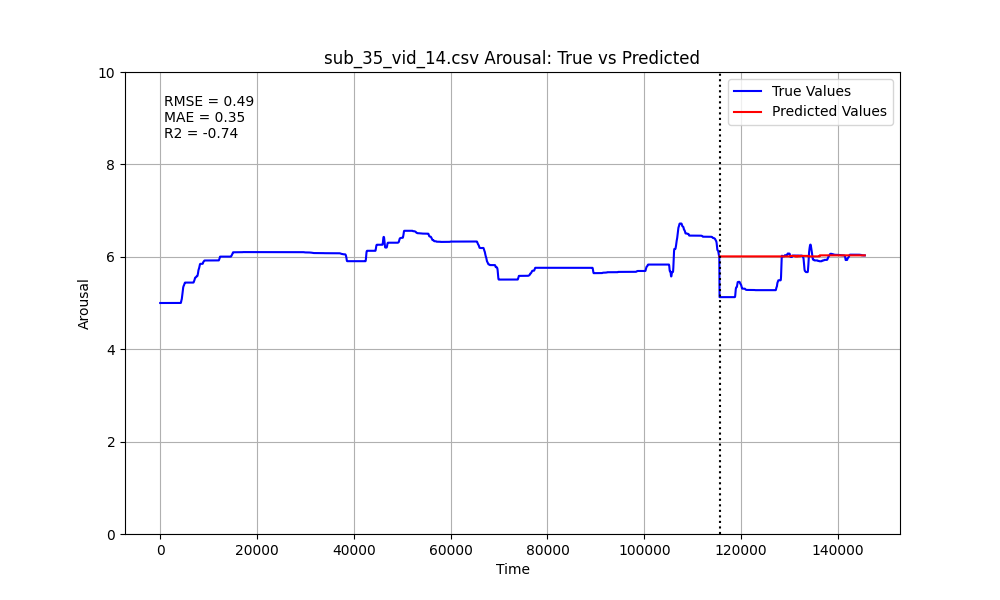 sub_35_vid_14.csv Arousal: True vs Predicted
RMSE = 0.49
MAE = 0.35
R2 = -0.74
True Values
Predicted Values
Arousal
10
8
6
4
2
0
0
20000
40000
60000
80000
100000
120000
140000
Time